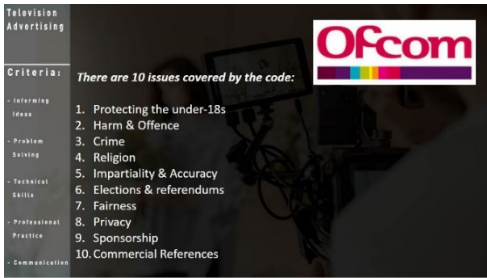 Television
Advertising
Criteria:
- Informing
Ideas
- Problem
Solving
- Technical
Skills
- Professional
Practice
- Communication
Ofcom
There are 10 issues covered by the code:
1. Protecting the under-18s
2. Harm & Offence
3. Crime
4. Religion
5. Impartiality & Accuracy
6. Elections & referendums
7. Fairness
8. Privacy
9. Sponsorship
10. Commercial References